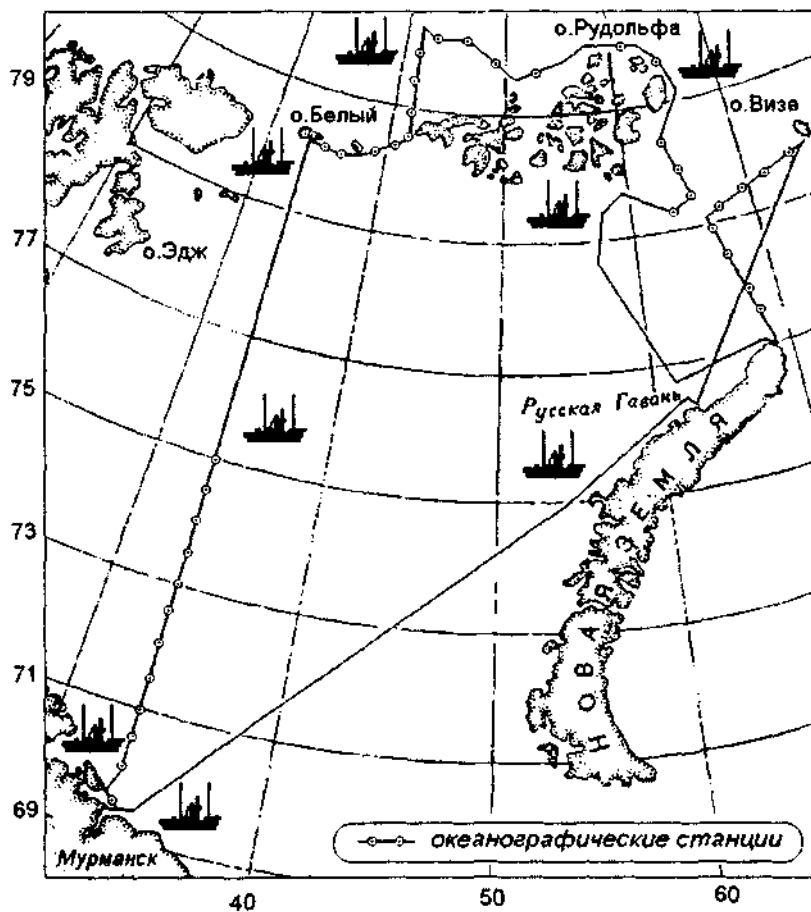 о.Рудольфа
79
о.Белый
о.Визе
77
о.Эдж
75
Русская Гавань
73
НОВАЯ ЗЕМЛЯ
71
69
океанографические станции
Мурманск
40
50
60